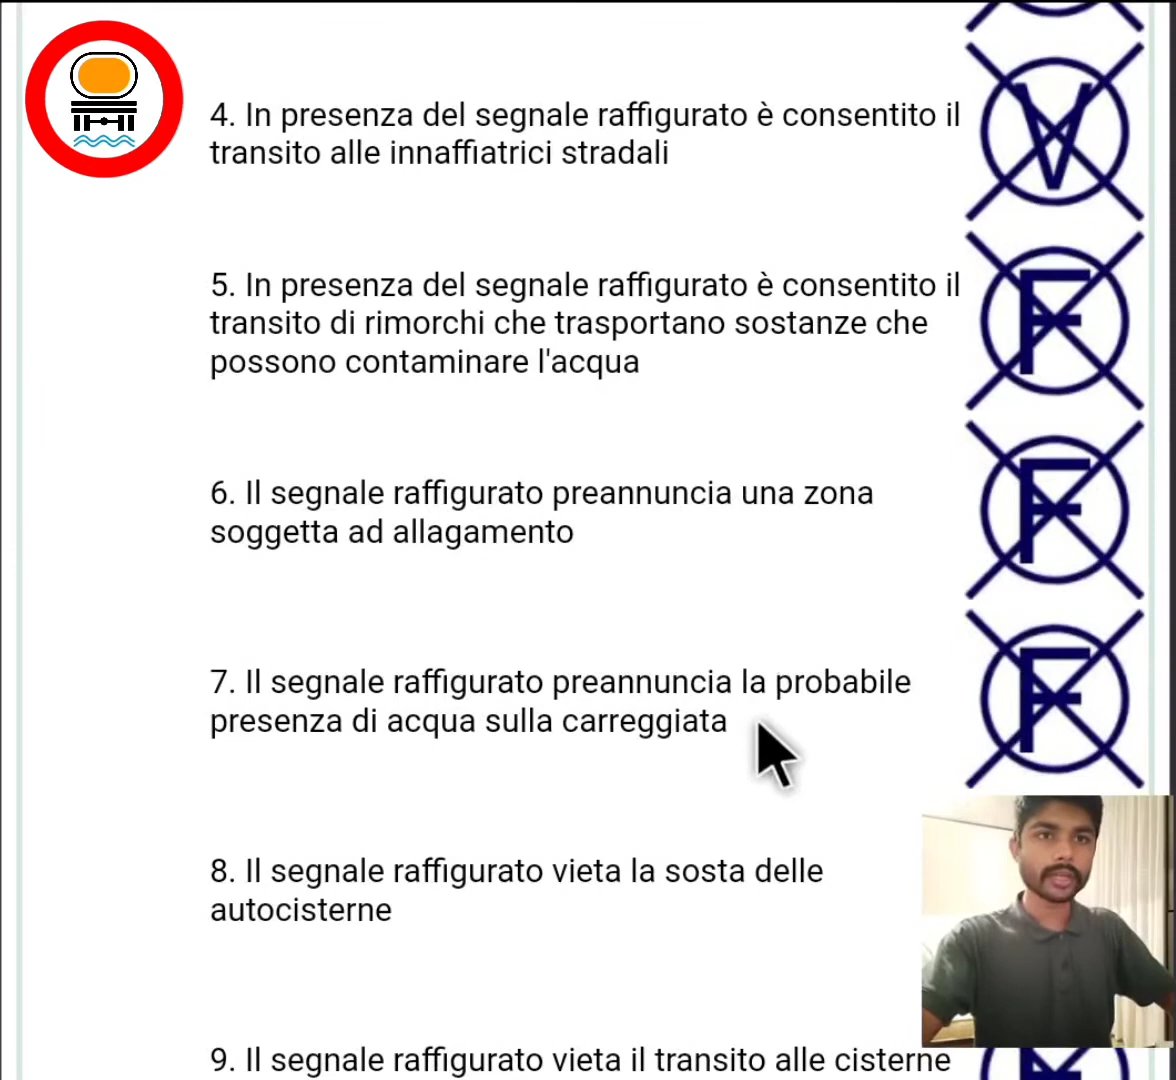 4. In presenza del segnale raffigurato è consentito il
transito alle innaffiatrici stradali
V
5. In presenza del segnale raffigurato è consentito il
transito di rimorchi che trasportano sostanze che
possono contaminare l'acqua
F
6. Il segnale raffigurato preannuncia una zona
soggetta ad allagamento
F
7. Il segnale raffigurato preannuncia la probabile
presenza di acqua sulla carreggiata
F
8. Il segnale raffigurato vieta la sosta delle
autocisterne
9. Il segnale raffigurato vieta il transito alle cisterne